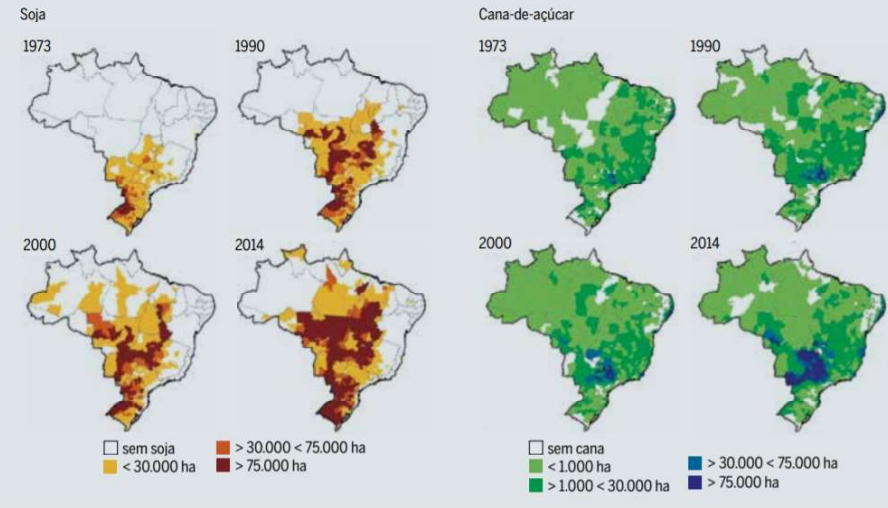 Soja
1973
1990
2000
2014
sem soja
< 30.000 ha
> 30.000 < 75.000 ha
> 75.000 ha
Cana-de-açúcar
1973
1990
2000
2014
sem cana
< 1.000 ha
> 1.000 < 30.000 ha
> 30.000 < 75.000 ha
> 75.000 ha